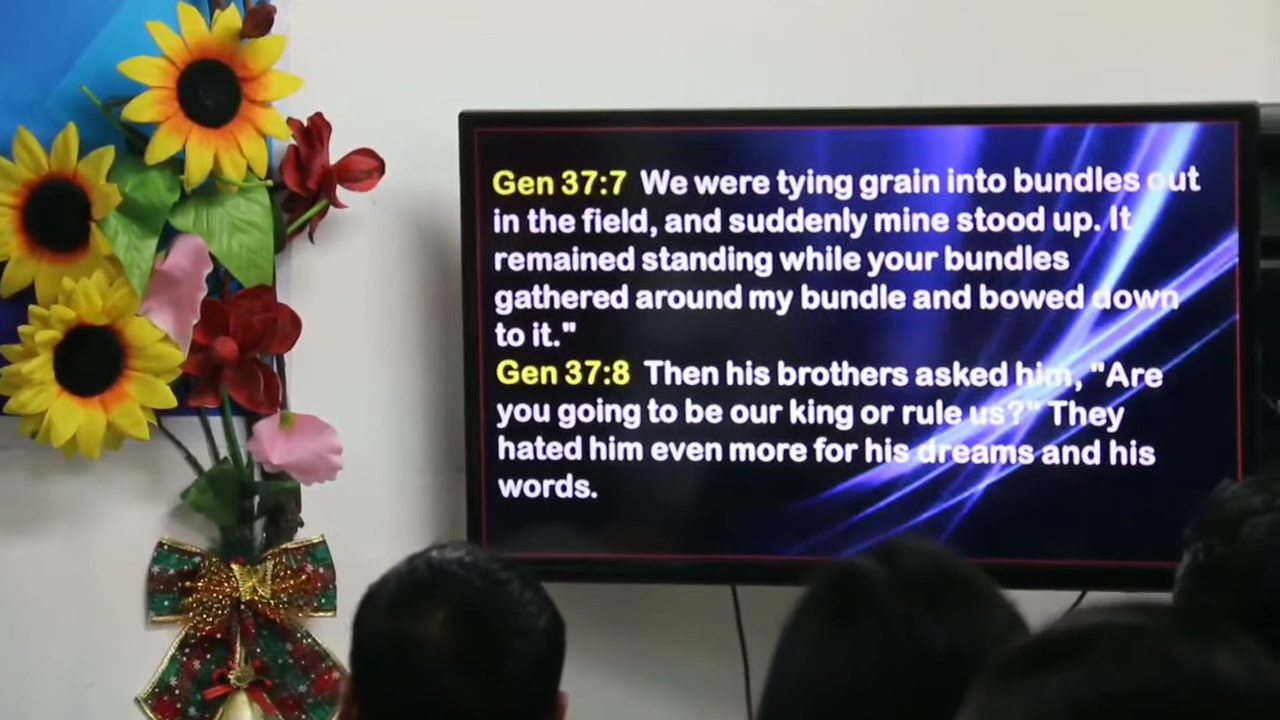 Gen 37:7 We were tying grain into bundles out
in the field, and suddenly mine stood up. It
remained standing while your bundles
gathered around my bundle and bowed down
to it."
Gen 37:8 Then his brothers asked him, "Are
you going to be our king or rule us?" They
hated him even more for his dreams and his
words.